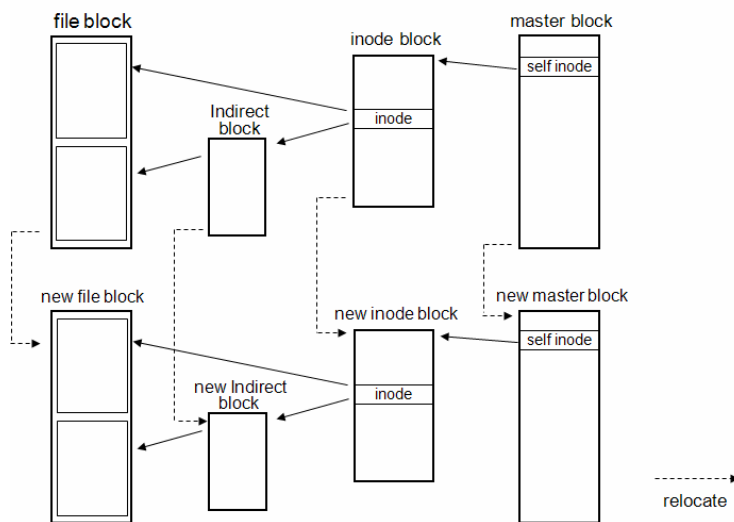 file block
inode block
master block
self inode
Indirect
block
inode
new file block
new inode block
new master block
self inode
new Indirect
block
inode
relocate